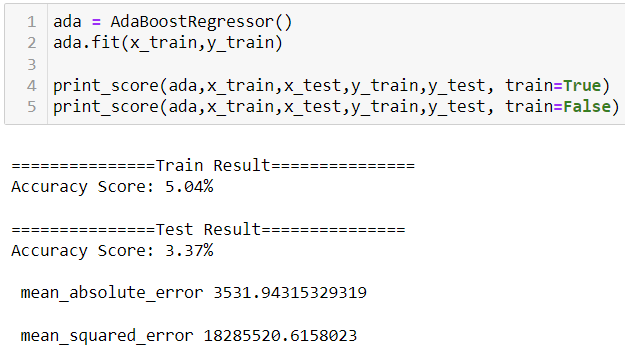 1 ada = AdaBoostRegressor()
2 ada.fit(x_train,y_train)
3
4 print_score(ada,x_train,x_test,y_train,y_test, train=True)
5 print_score(ada,x_train,x_test,y_train,y_test, train=False)
===============Train Result===============
Accuracy Score: 5.04%
===============Test Result===============
Accuracy Score: 3.37%
mean_absolute_error 3531.94315329319
mean_squared_error 18285520.6158023